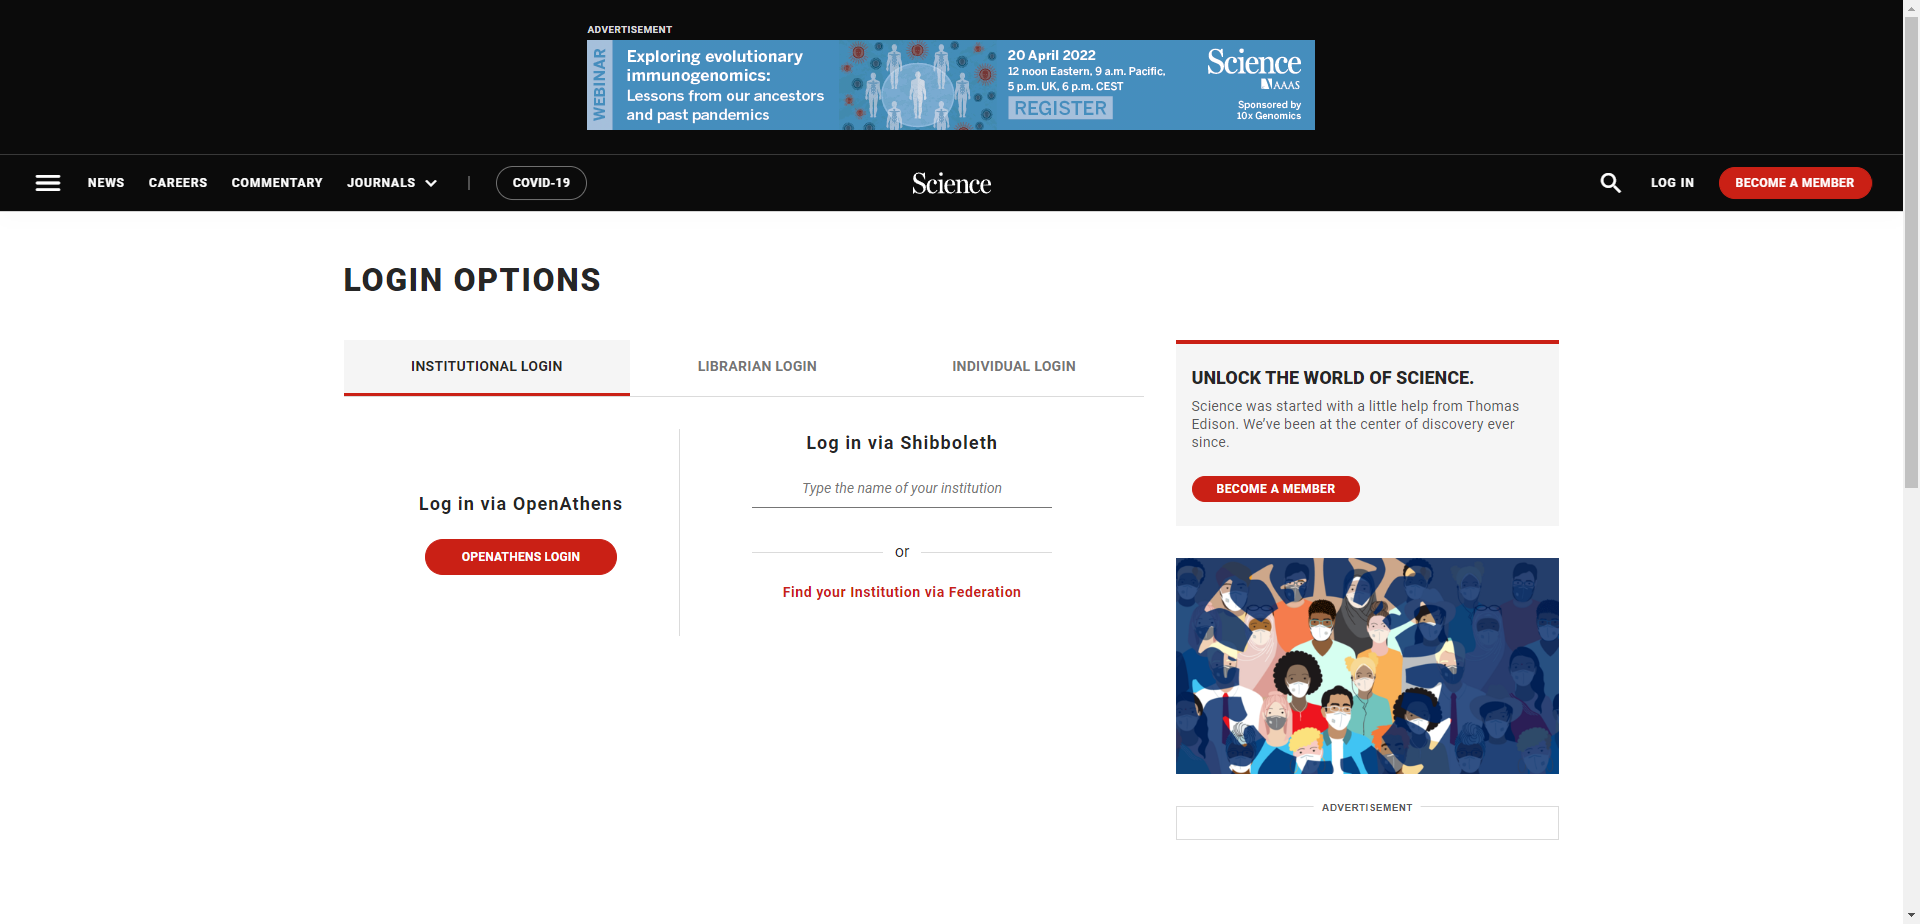 ADVERTISEMENT
WEBINAR
Exploring evolutionary
immunogenomics:
Lessons from our ancestors
and past pandemics
20 April 2022
12 noon Eastern, 9 a.m. Pacific,
5 p.m. UK, 6 p.m. CEST
REGISTER
Science
AAAS
Sponsored by
10x Genomics
NEWS CAREERS COMMENTARY JOURNALS | COVID-19 Science LOG IN BECOME A MEMBER
LOGIN OPTIONS
INSTITUTIONAL LOGIN LIBRARIAN LOGIN INDIVIDUAL LOGIN
Log in via OpenAthens
OPENATHENS LOGIN
Log in via Shibboleth
Type the name of your institution
or
Find your Institution via Federation
UNLOCK THE WORLD OF SCIENCE.
Science was started with a little help from Thomas
Edison. We’ve been at the center of discovery ever
since.
BECOME A MEMBER
ADVERTISEMENT